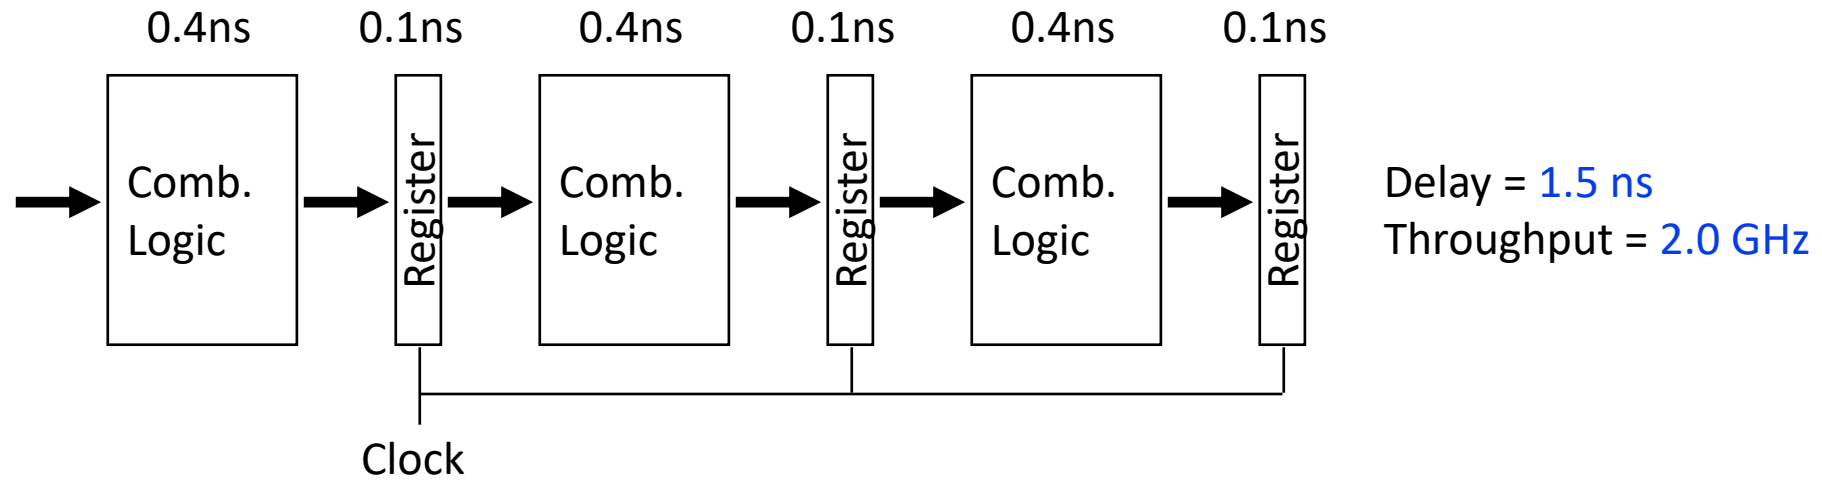 0.4ns 0.1ns 0.4ns 0.1ns 0.4ns 0.1ns
Comb.
Logic
Register
Comb.
Logic
Register
Comb.
Logic
Register
Delay = 1.5 ns
Throughput = 2.0 GHz
Clock